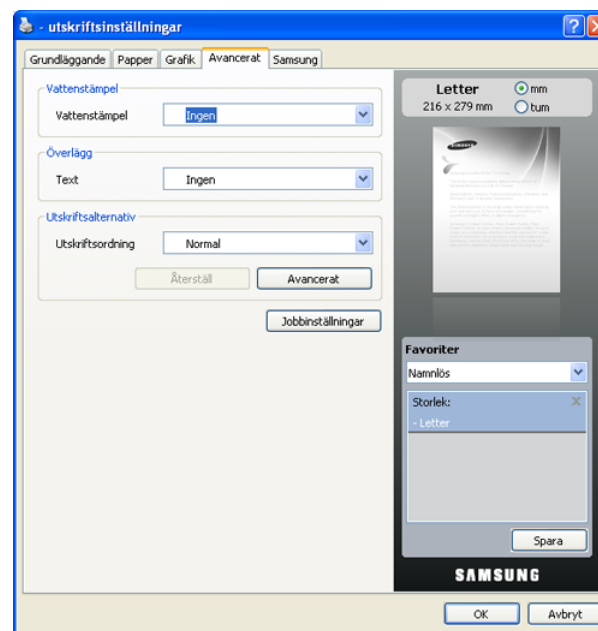 - utskriftsinställningar
Grundläggande Papper Grafik Avancerat Samsung
Vattenstämpel
Vattenstämpel Ingen
Överlägg
Text Ingen
Utskriftsalternativ
Utskriftsordning Normal
Återställ Avancerat
Jobbinställningar
Letter
216 x 279 mm
mm
tum
SAMSUNG
Favoriter
Namnlös
Storlek:
- Letter
Spara
SAMSUNG
OK Avbryt